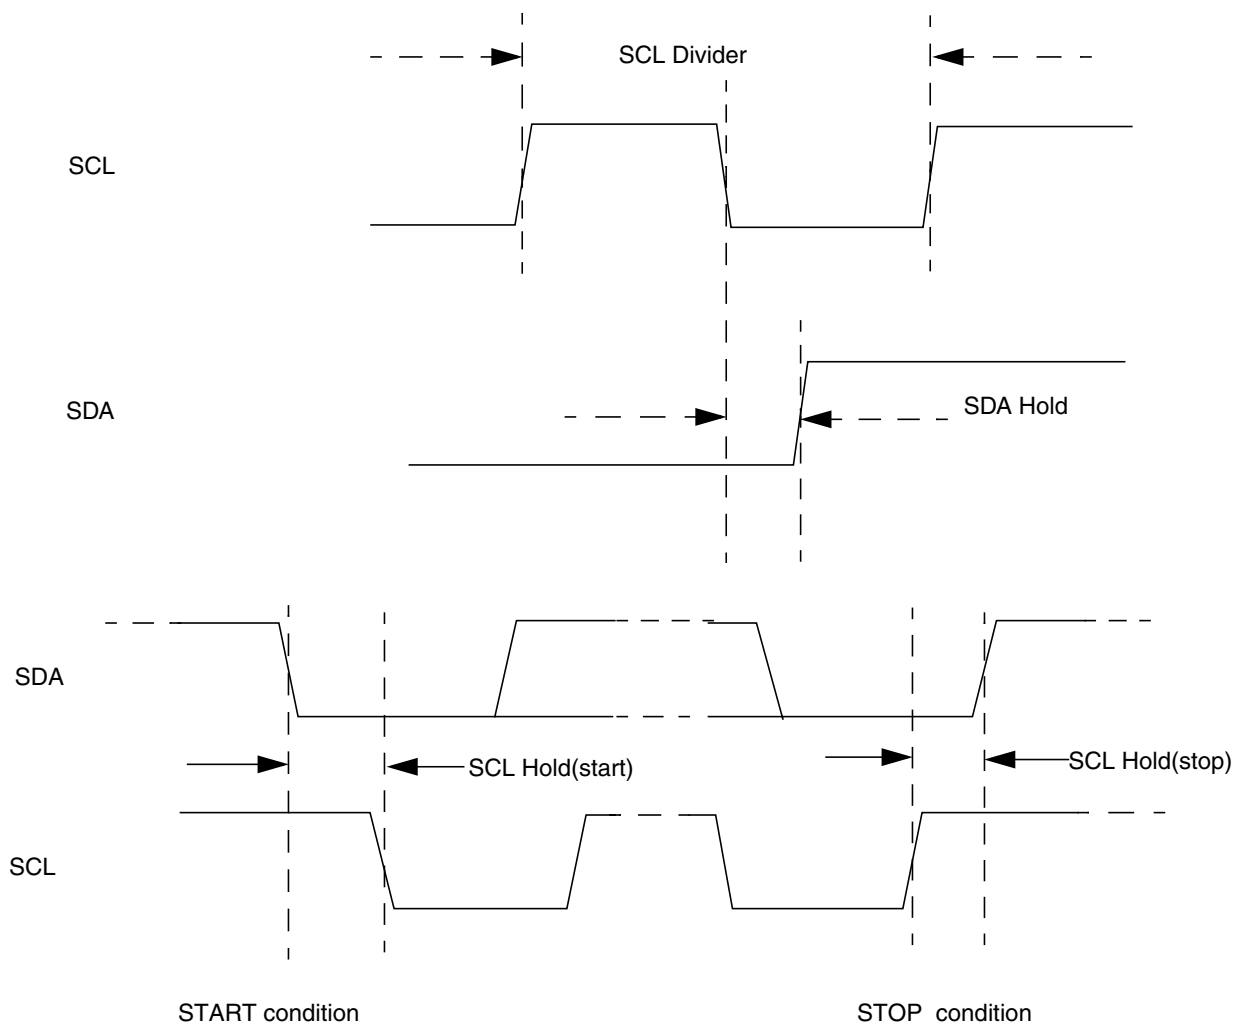 SCL Divider
SCL
SDA
SDA Hold
SDA
SCL Hold(start)
SCL Hold(stop)
SCL
START condition
STOP condition